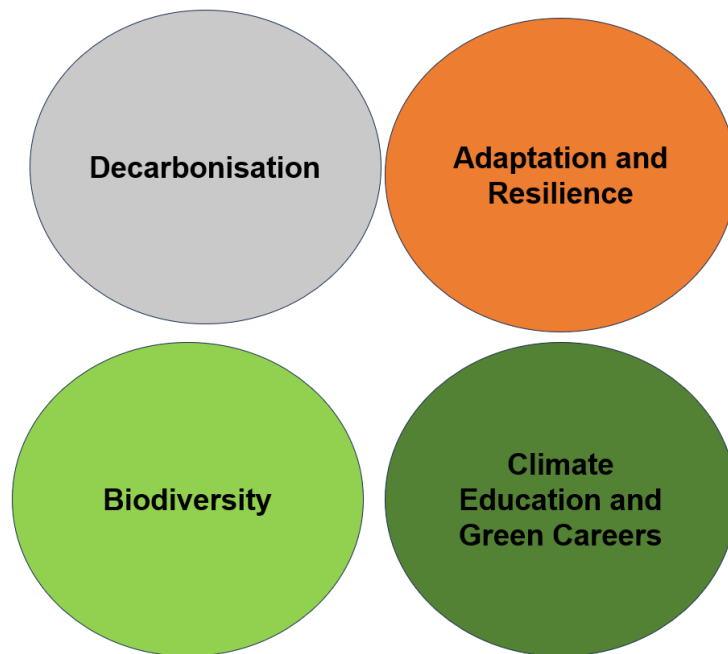 Decarbonisation
Adaptation and
Resilience
Biodiversity
Climate
Education and
Green Careers